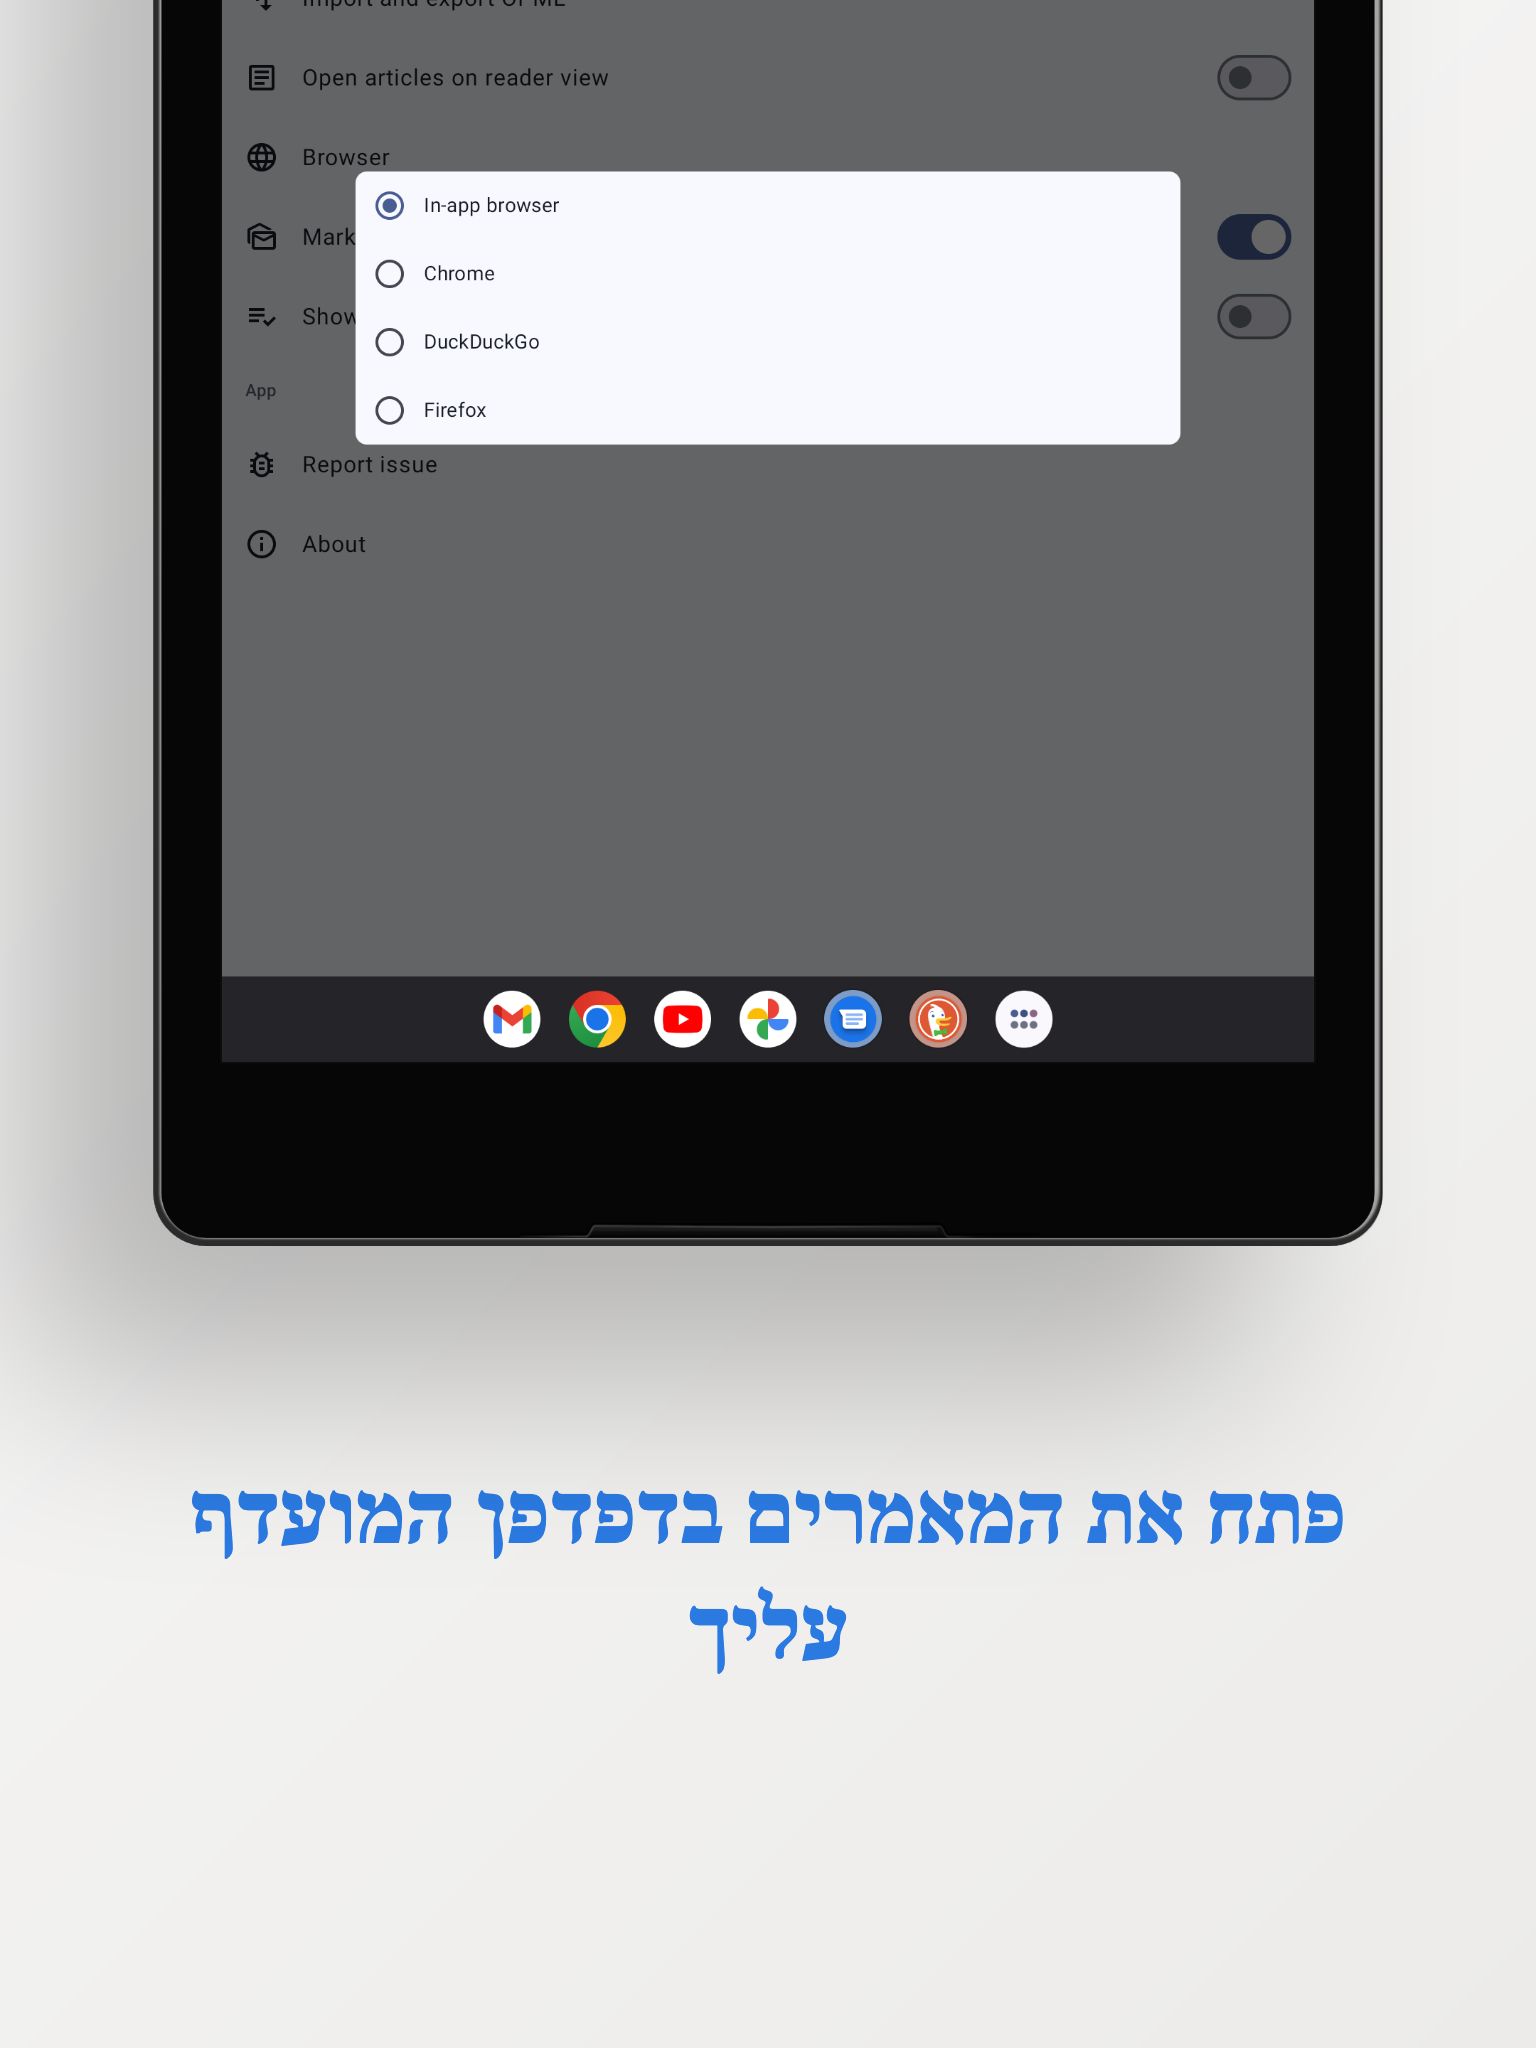 Import and export OPML
Open articles on reader view
Browser
In-app browser
Mark
Chrome
Show
DuckDuckGo
App
Firefox
Report issue
About
פתח את המאמרים בדפדפן המועדף
עליך